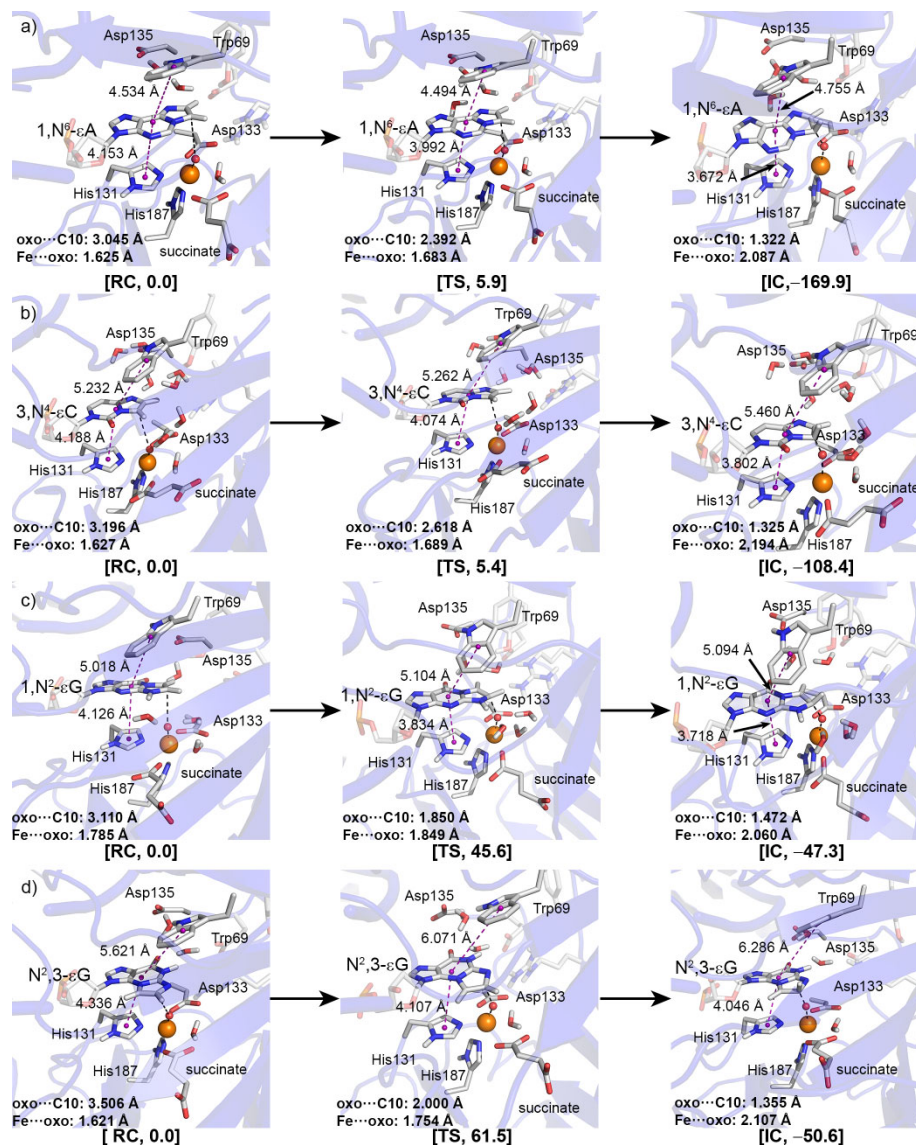 a)
Asp135
Trp69
4.534 Å
1,N⁶-εA
4.153 Å
Asp133
His131
His187
succinate
oxo···C10: 3.045 Å
Fe···oxo: 1.625 Å
[RC, 0.0]
Asp135
Trp69
4.494 Å
1,N⁶-εA
3.992 Å
Asp133
His131
His187
succinate
oxo···C10: 2.392 Å
Fe···oxo: 1.683 Å
[TS, 5.9]
Asp135
Trp69
4.755 Å
1,N⁶-εA
Asp133
3.672 Å
His131
His187
succinate
oxo···C10: 1.322 Å
Fe···oxo: 2.087 Å
[IC,−169.9]
b)
Asp135
Trp69
5.232 Å
3,N⁴-εC
4.188 Å
Asp133
His131
His187
succinate
oxo···C10: 3.196 Å
Fe···oxo: 1.627 Å
[RC, 0.0]
Trp69
Asp135
5.262 Å
3,N⁴-εC
4.074 Å
Asp133
His131
His187
succinate
oxo···C10: 2.618 Å
Fe···oxo: 1.689 Å
[TS, 5.4]
Asp135
Trp69
5.460 Å
3,N⁴-εC
Asp133
3.802 Å
His131
succinate
His187
oxo···C10: 1.325 Å
Fe···oxo: 2,194 Å
[IC, −108.4]
c)
Trp69
Asp135
5.018 Å
1,N²-εG
4.126 Å
Asp133
His131
His187
succinate
oxo···C10: 3.110 Å
Fe···oxo: 1.785 Å
[RC, 0.0]
Asp135
Trp69
5.104 Å
1,N²-εG
3.834 Å
Asp133
His131
His187
succinate
oxo···C10: 1.850 Å
Fe···oxo: 1.849 Å
[TS, 45.6]
Asp135
Trp69
5.094 Å
1,N²-εG
Asp133
3.718 Å
His131
His187
succinate
oxo···C10: 1.472 Å
Fe···oxo: 2.060 Å
[IC, −47.3]
d)
Asp135
Trp69
5.621 Å
N²,3-εG
4.336 Å
Asp133
His131
His187
succinate
oxo···C10: 3.506 Å
Fe···oxo: 1.621 Å
[ RC, 0.0]
Asp135
Trp69
6.071 Å
N²,3-εG
4.107 Å
Asp133
His131
His187
succinate
oxo···C10: 2.000 Å
Fe···oxo: 1.754 Å
[TS, 61.5]
Trp69
6.286 Å
Asp135
N²,3-εG
4.046 Å
Asp133
His131
His187
succinate
oxo···C10: 1.355 Å
Fe···oxo: 2.107 Å
[IC, −50.6]